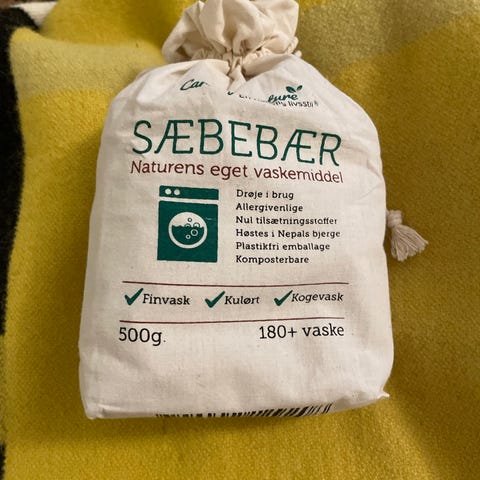 livsstil®
SÆBEBÆR
Naturens eget vaskemiddel
Drøje i brug
Allergivenlige
Nul tilsætningsstoffer
Høstes i Nepals bjerge
Plastikfri emballage
Komposterbare
Finvask Kulørt Kogevask
500g. 180+ vaske